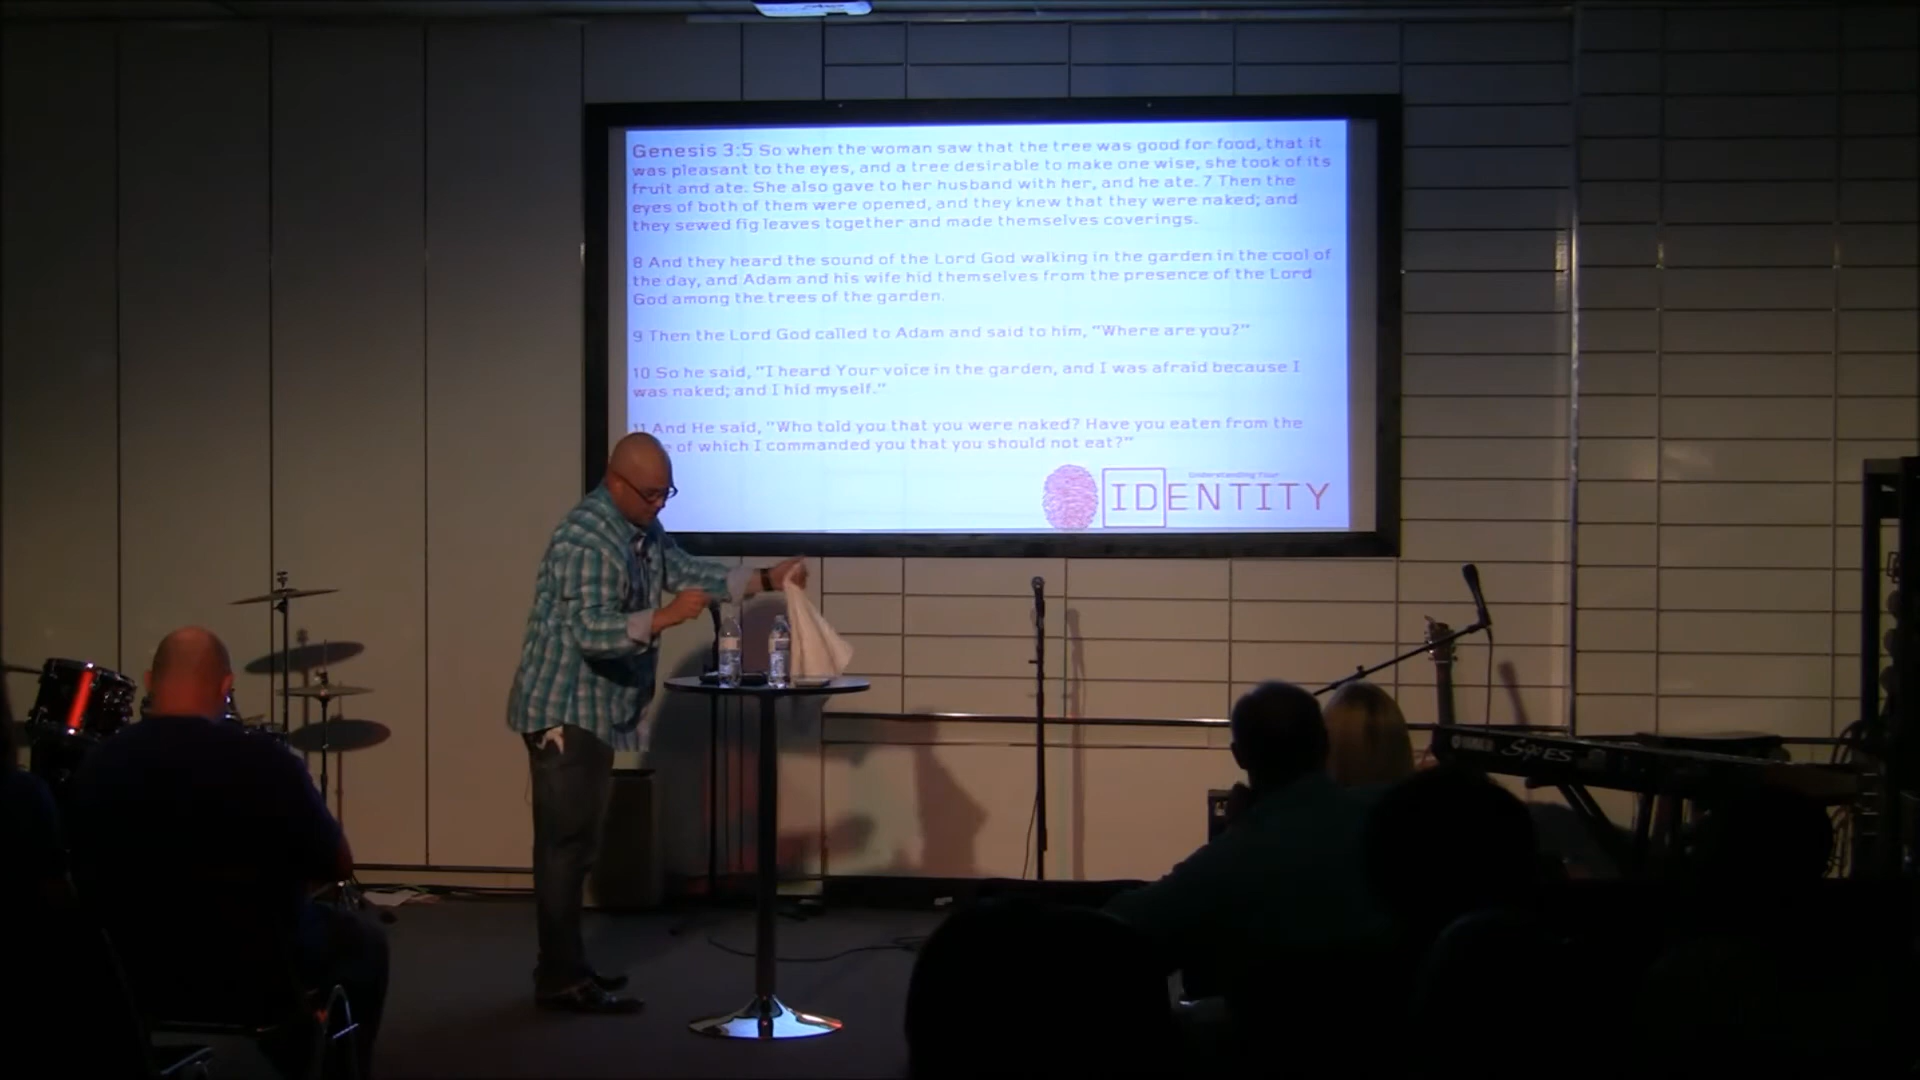 Genesis 3:5 So when the woman saw that the tree was good for food, that it
was pleasant to the eyes, and a tree desirable to make one wise, she took of its
fruit and ate. She also gave to her husband with her, and he ate. 7 Then the
eyes of both of them were opened, and they knew that they were naked; and
they sewed fig leaves together and made themselves coverings.
8 And they heard the sound of the Lord God walking in the garden in the cool of
the day, and Adam and his wife hid themselves from the presence of the Lord
God among the trees of the garden.
9 Then the Lord God called to Adam and said to him, "Where are you?"
10 So he said, "I heard Your voice in the garden, and I was afraid because I
was naked; and I hid myself."
11 And He said, "Who told you that you were naked? Have you eaten from the
of which I commanded you that you should not eat?"
Understanding Your
IDENTITY